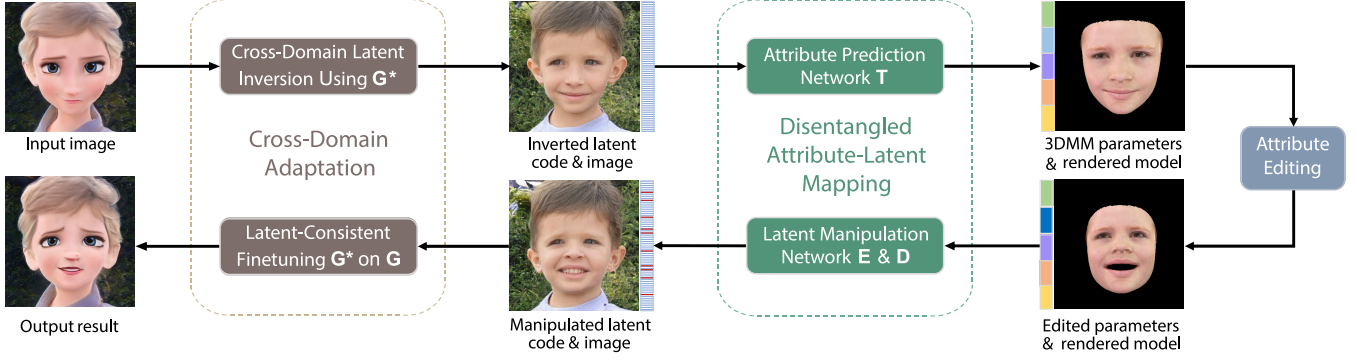 Cross-Domain Latent
Inversion Using G*
Attribute Prediction
Network T
Input image
Cross-Domain
Adaptation
Inverted latent
code & image
Disentangled
Attribute-Latent
Mapping
3DMM parameters
& rendered model
Attribute
Editing
Latent-Consistent
Finetuning G* on G
Latent Manipulation
Network E & D
Output result
Manipulated latent
code & image
Edited parameters
& rendered model